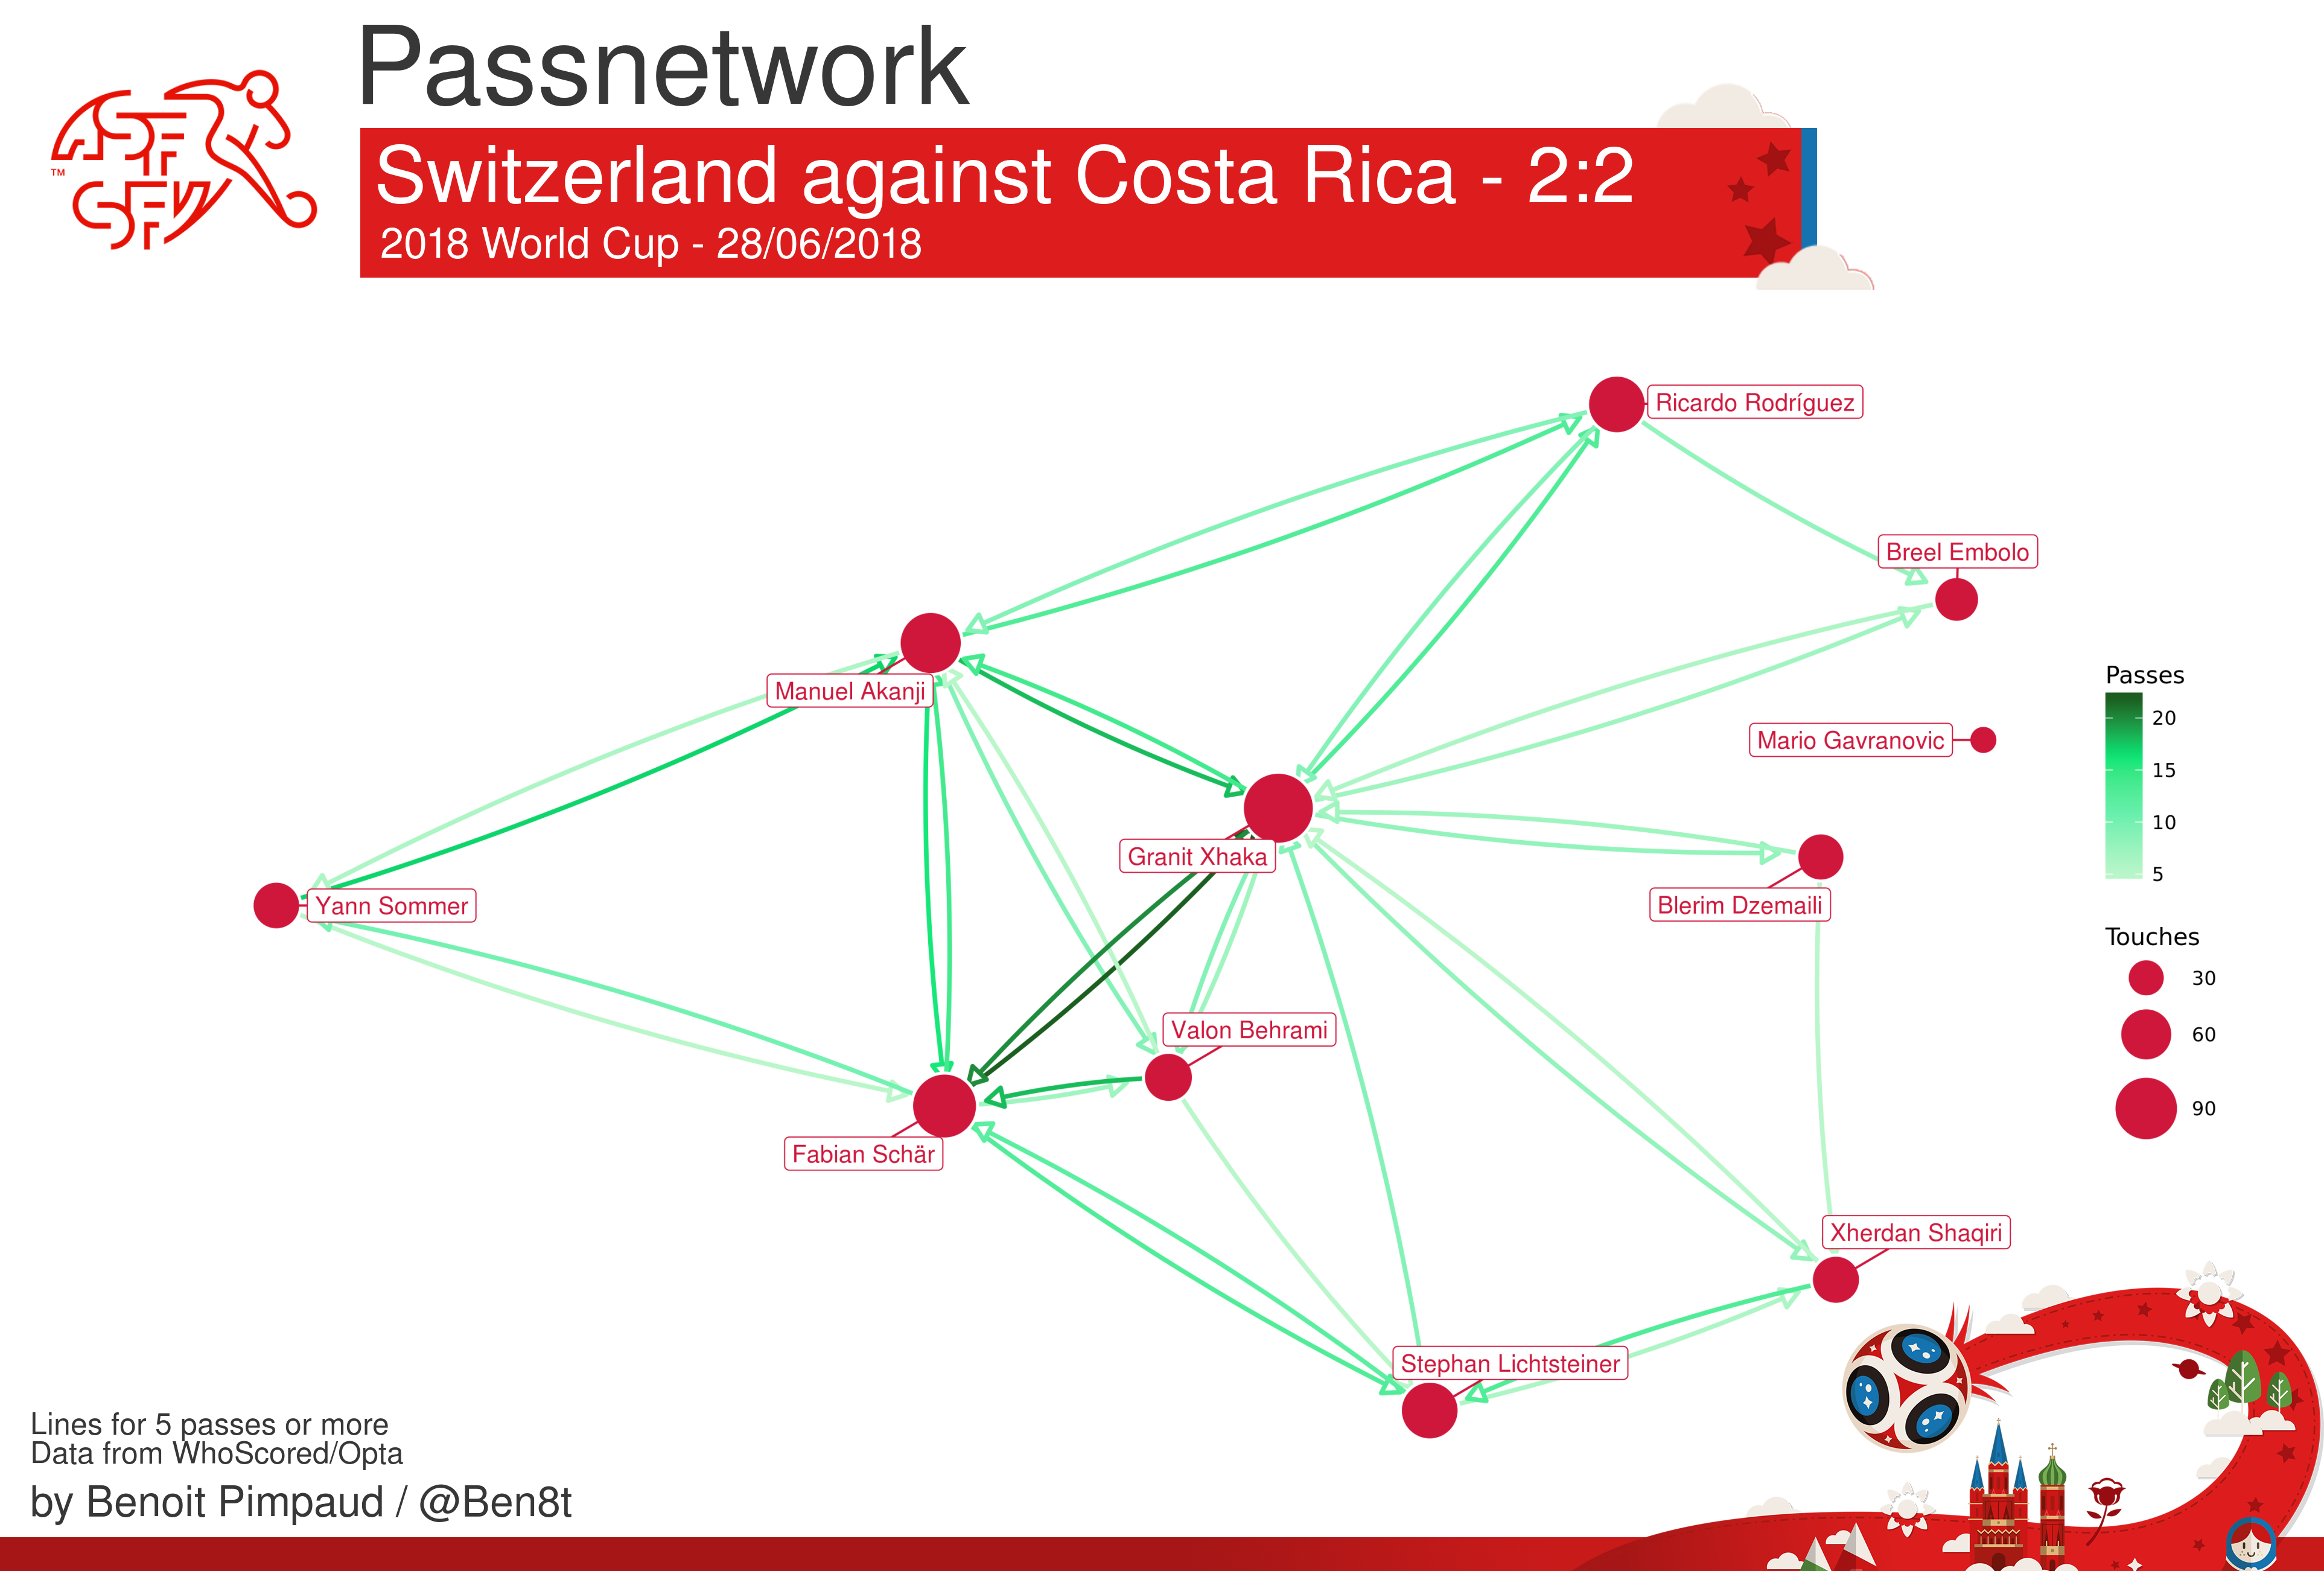 Passnetwork
Switzerland against Costa Rica - 2:2
2018 World Cup - 28/06/2018
ASF
SFV
TM
Ricardo Rodríguez
Breel Embolo
Manuel Akanji
Mario Gavranovic
Granit Xhaka
Yann Sommer
Blerim Dzemaili
Valon Behrami
Fabian Schär
Xherdan Shaqiri
Stephan Lichtsteiner
Passes
20
15
10
5
Touches
30
60
90
Lines for 5 passes or more
Data from WhoScored/Opta
by Benoit Pimpaud / @Ben8t